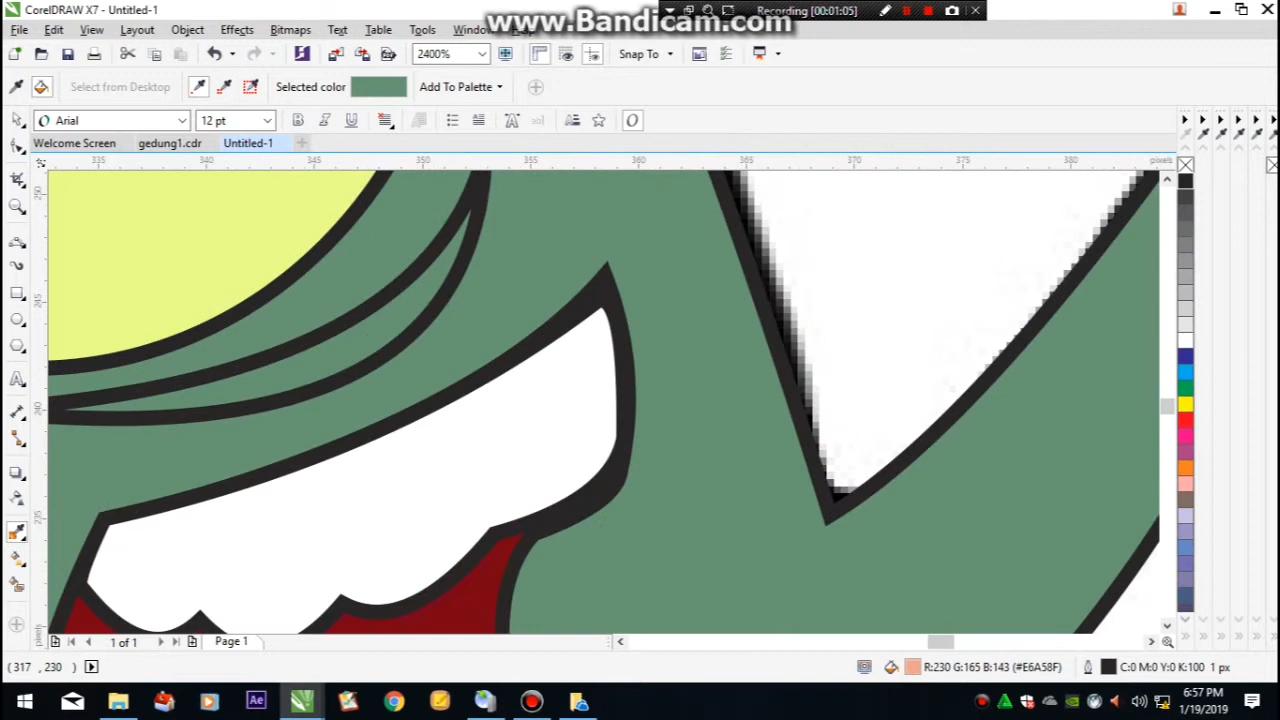 CorelDRAW X7 - Untitled-1
www.Bandicam.com
Recording [00:01:05]
File Edit View Layout Object Effects Bitmaps Text Table Tools Window Help
2400% Snap To
Select from Desktop Selected color Add To Palette
Arial 12 pt
Welcome Screen gedung1.cdr Untitled-1
335 340 345 350 355 360 365 370 375 380 pixels
1 of 1 Page 1
(317 , 230 ) R:230 G:165 B:143 (#E6A58F) C:0 M:0 Y:0 K:100 1 px
Ae
6:57 PM
1/19/2019